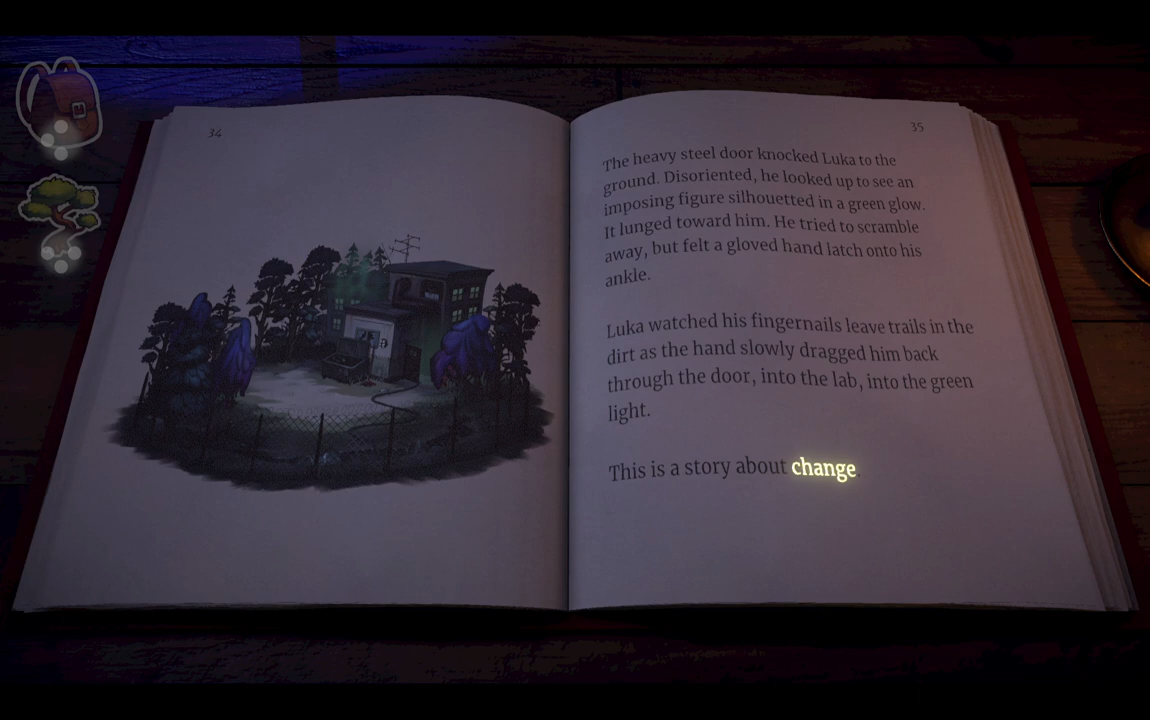 34
35
The heavy steel door knocked Luka to the
ground. Disoriented, he looked up to see an
imposing figure silhouetted in a green glow.
It lunged toward him. He tried to scramble
away, but felt a gloved hand latch onto his
ankle.
Luka watched his fingernails leave trails in the
dirt as the hand slowly dragged him back
through the door, into the lab, into the green
light.
This is a story about change.